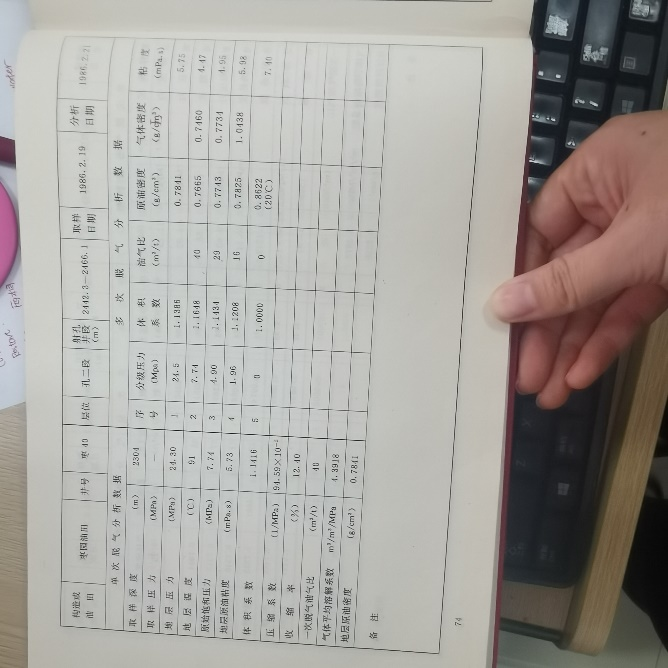 构造或油田 枣园油田 井号 枣40 层位 孔二段 射孔井段(m) 2442.3—2466.1 取样日期 1986.2.19 分析日期 1986.2.21
单次脱气分析数据 多次脱气分析数据
取样深度 (m) 2304 序号 分级压力(MPa) 体积系数 油气比(m³/t) 原油密度(g/cm³) 气体密度 粘度(mPa.s)
取样压力 (MPa) —
地层压力 (MPa) 24.30 1 24.5 1.1386 0.7841 5.75
地层温度 (℃) 91 2 7.74 1.1648 40 0.7665 0.7460 4.47
原始饱和压力 (MPa) 7.74 3 4.90 1.1434 29 0.7743 0.7734 4.95
地层原油粘度 (mPa.s) 5.73 4 1.96 1.1208 16 0.7825 1.0438 5.98
体积系数 1.1416 5 0 1.0000 0 0.8622(20℃) 7.40
压缩系数 (1/MPa) 94.59×10⁻⁴
收缩率 (%) 12.40
一次脱气油气比 (m³/t) 40
气体平均溶解系数 m³/m³/MPa 4.3918
地层原油密度 (g/cm³) 0.7841
备注
74